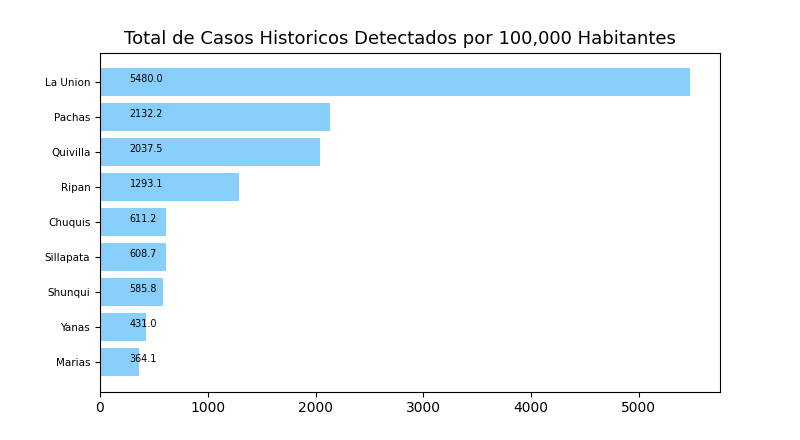 Total de Casos Historicos Detectados por 100,000 Habitantes
La Union 5480.0
Pachas 2132.2
Quivilla 2037.5
Ripan 1293.1
Chuquis 611.2
Sillapata 608.7
Shunqui 585.8
Yanas 431.0
Marias 364.1
0 1000 2000 3000 4000 5000